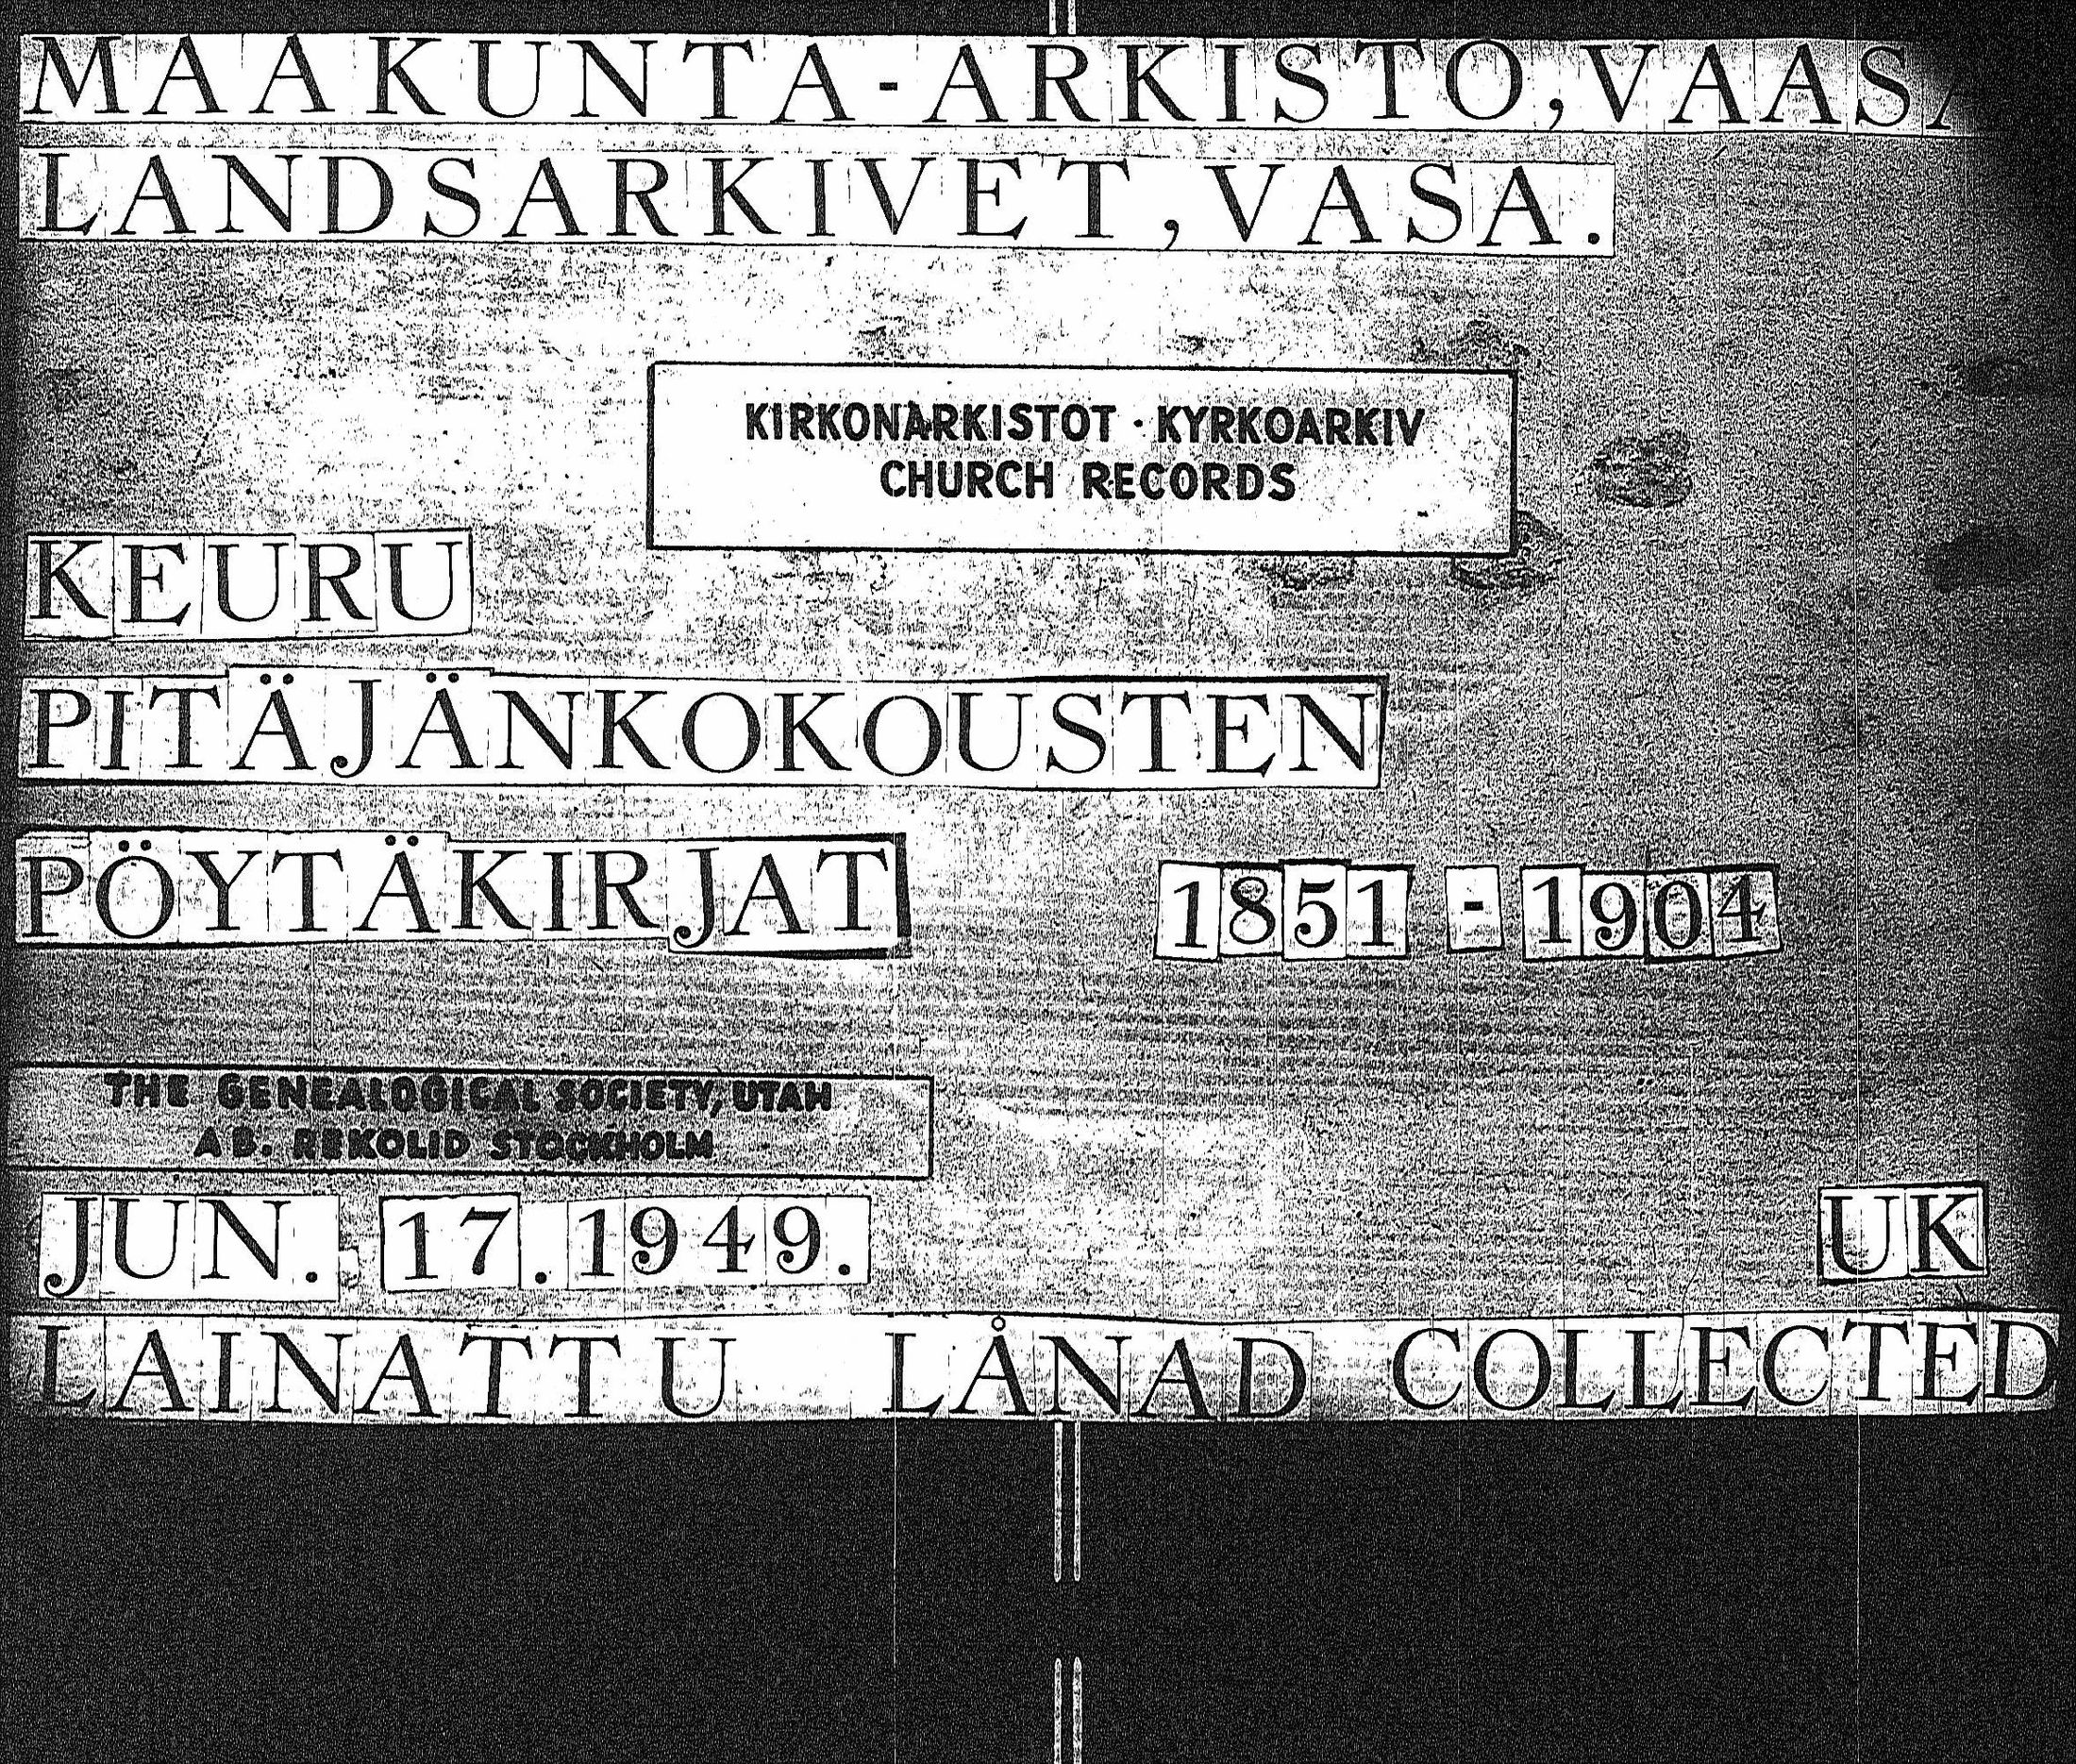 MAAKUNTA-ARKISTO, VAASA
LANDSARKIVET, VASA.
KIRKONARKISTOT · KYRKOARKIV
CHURCH RECORDS
KEURU
PITÄJÄNKOKOUSTEN
PÖYTÄKIRJAT 1851 - 1904
THE GENEALOGICAL SOCIETY, UTAH
AB. REKOLID STOCKHOLM
JUN. 17. 1949. UK
LAINATTU LÅNAD COLLECTED